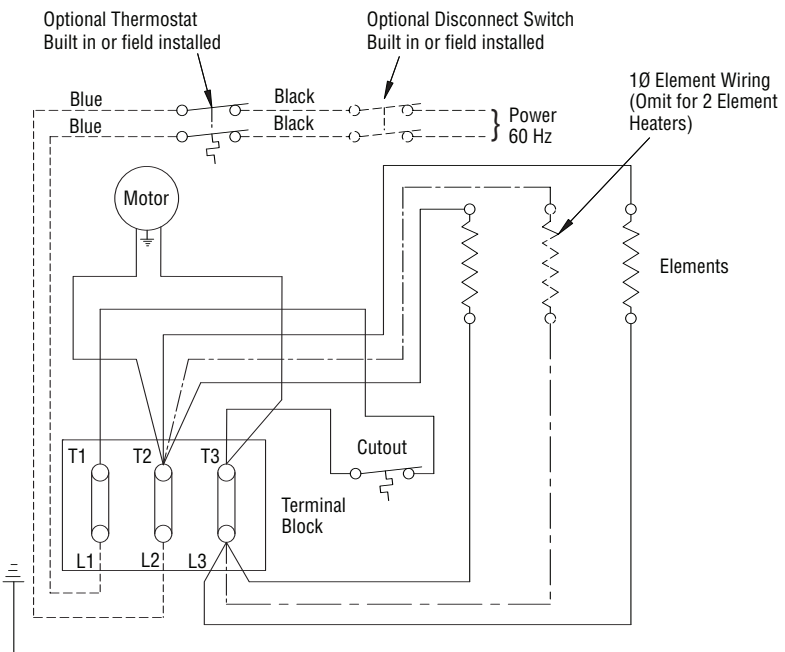 Optional Thermostat
Built in or field installed
Optional Disconnect Switch
Built in or field installed
1Ø Element Wiring
(Omit for 2 Element
Heaters)
Blue
Black
Blue
Black
} Power
60 Hz
Motor
Elements
T1
T2
T3
Cutout
Terminal
Block
L1
L2
L3